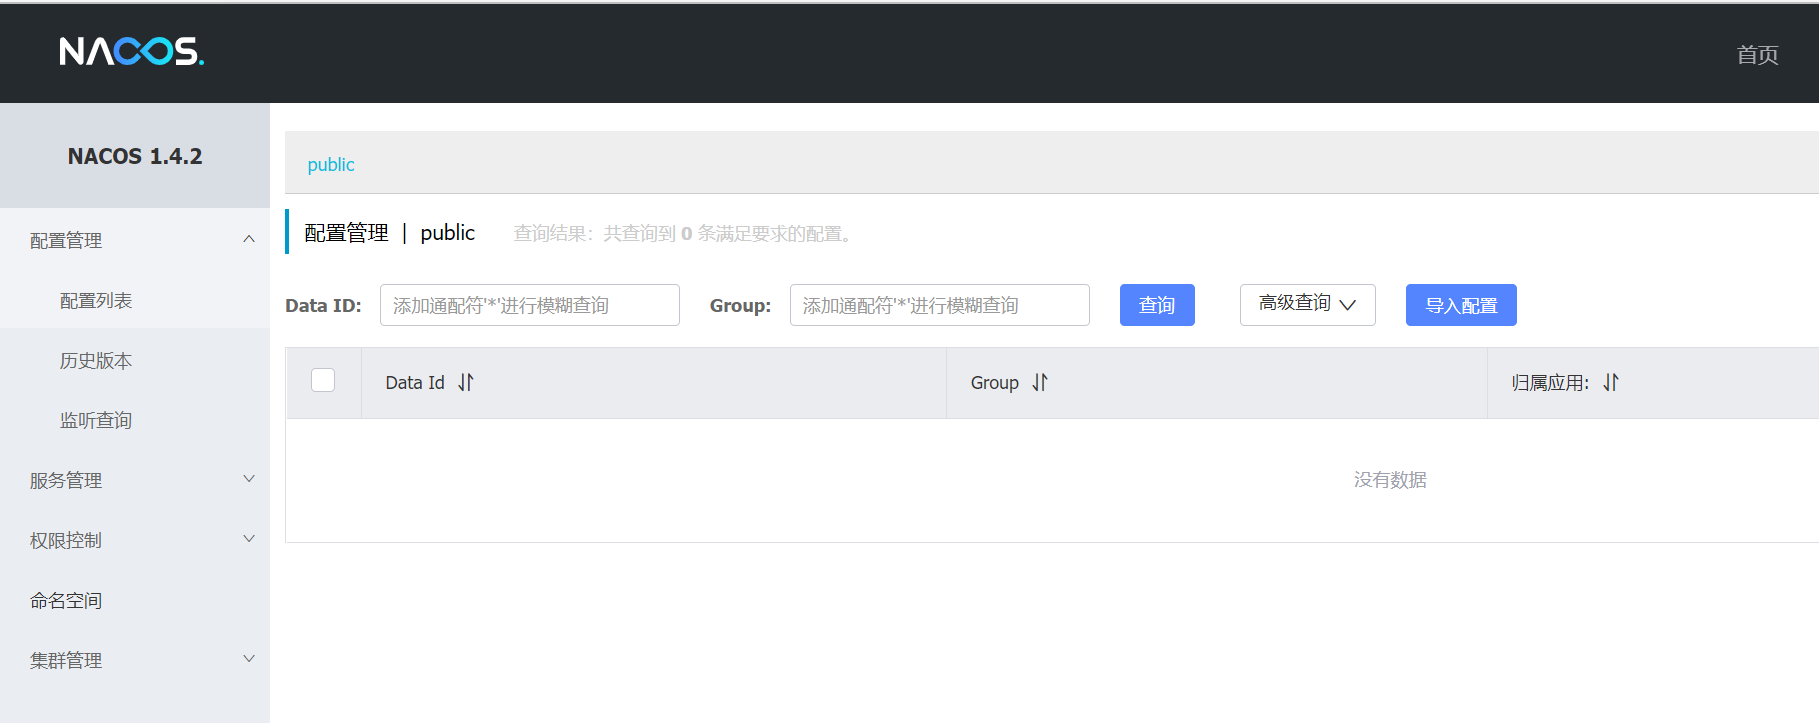 NACOS.
首页
NACOS 1.4.2
配置管理
配置列表
历史版本
监听查询
服务管理
权限控制
命名空间
集群管理
public
配置管理 | public 查询结果：共查询到 0 条满足要求的配置。
Data ID: 添加通配符'*'进行模糊查询 Group: 添加通配符'*'进行模糊查询 查询 高级查询 导入配置
Data Id Group 归属应用:
没有数据